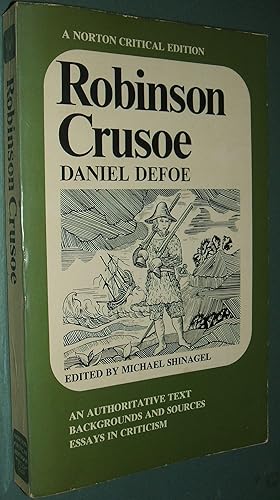 A NORTON CRITICAL EDITION
Robinson
Crusoe
DANIEL DEFOE
EDITED BY MICHAEL SHINAGEL
AN AUTHORITATIVE TEXT
BACKGROUNDS AND SOURCES
ESSAYS IN CRITICISM
Robinson Crusoe